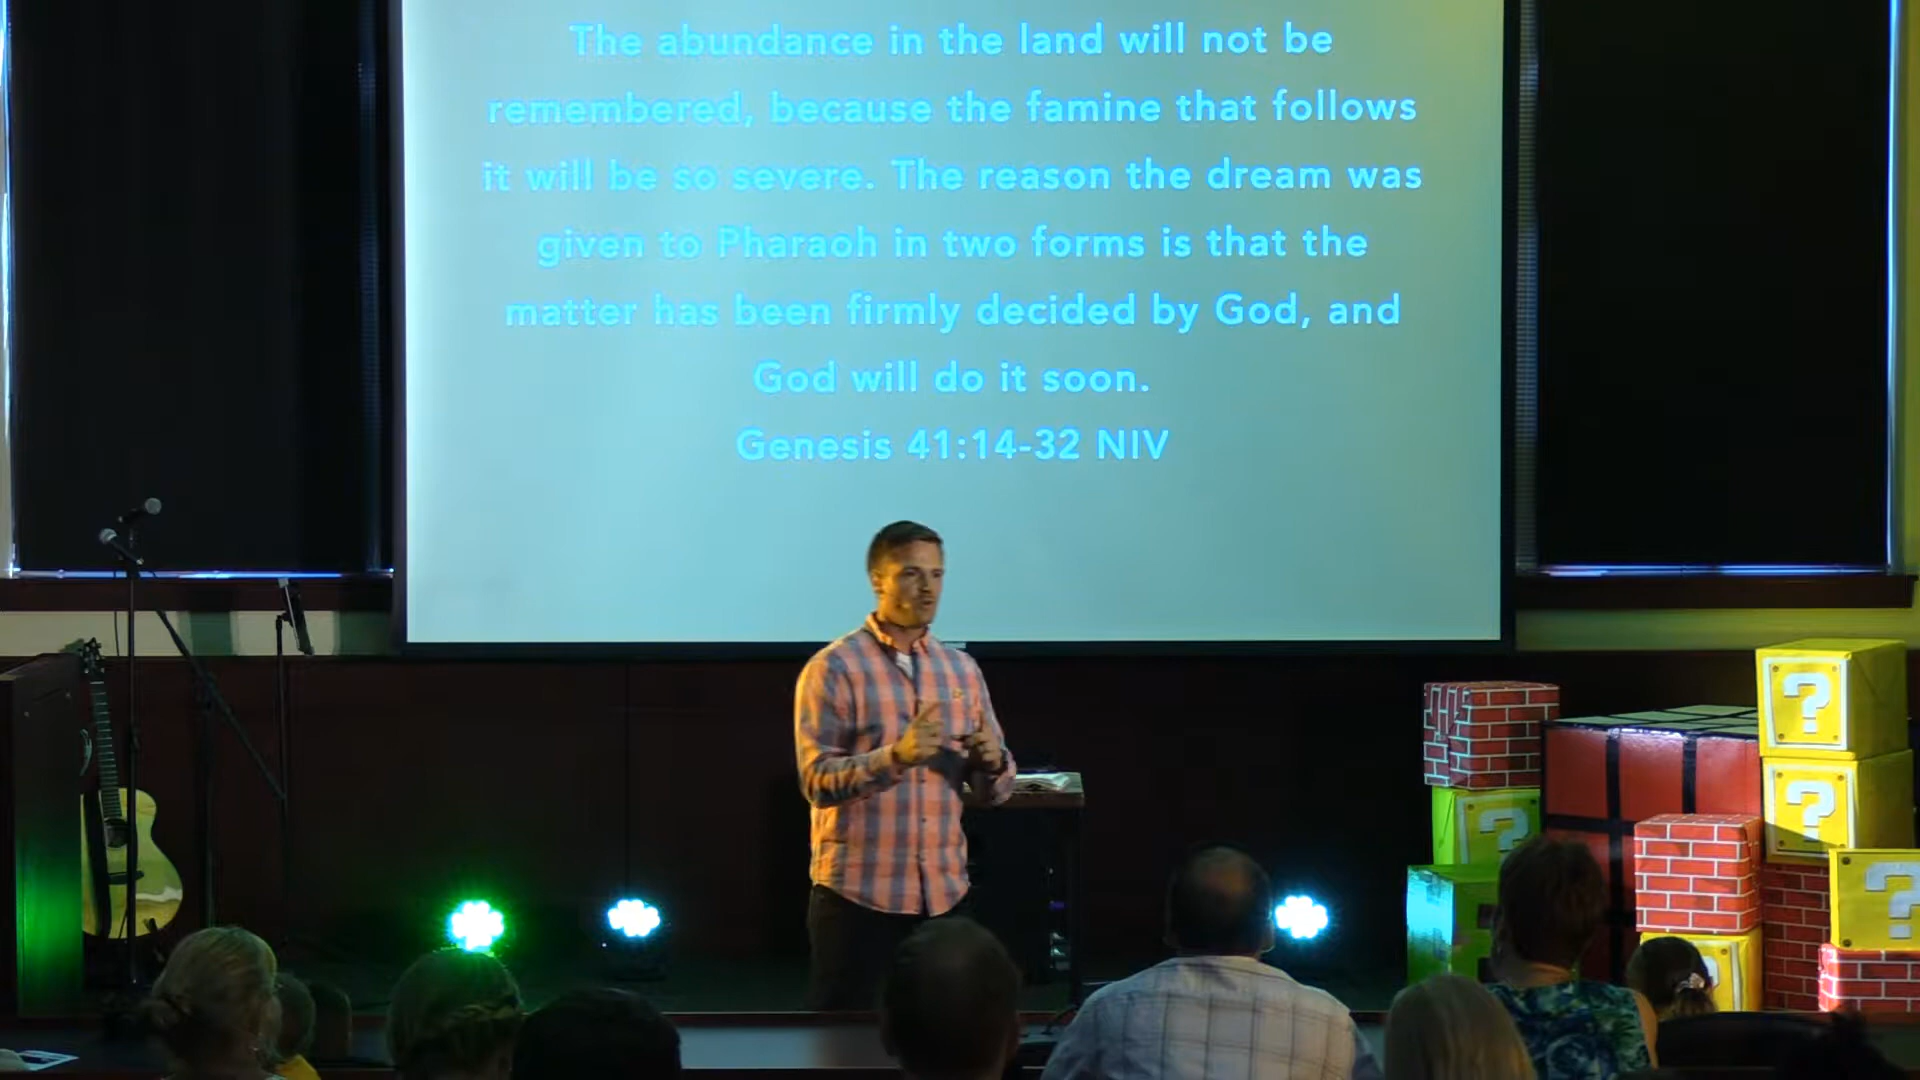 The abundance in the land will not be
remembered, because the famine that follows
it will be so severe. The reason the dream was
given to Pharaoh in two forms is that the
matter has been firmly decided by God, and
God will do it soon.
Genesis 41:14-32 NIV
?
?
?
?